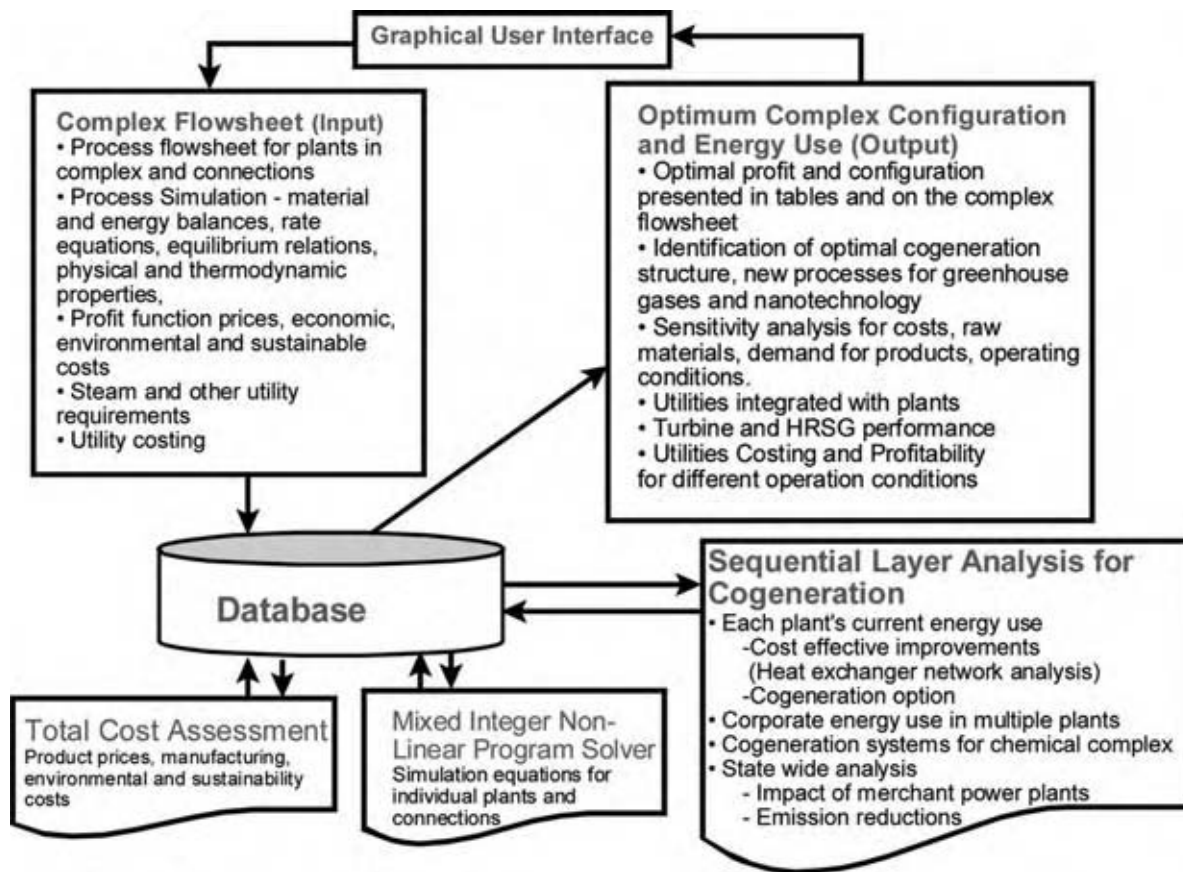 Graphical User Interface
Complex Flowsheet (Input)
• Process flowsheet for plants in
complex and connections
• Process Simulation - material
and energy balances, rate
equations, equilibrium relations,
physical and thermodynamic
properties,
• Profit function prices, economic,
environmental and sustainable
costs
• Steam and other utility
requirements
• Utility costing
Optimum Complex Configuration
and Energy Use (Output)
• Optimal profit and configuration
presented in tables and on the complex
flowsheet
• Identification of optimal cogeneration
structure, new processes for greenhouse
gases and nanotechnology
• Sensitivity analysis for costs, raw
materials, demand for products, operating
conditions.
• Utilities integrated with plants
• Turbine and HRSG performance
• Utilities Costing and Profitability
for different operation conditions
Database
Sequential Layer Analysis for
Cogeneration
• Each plant's current energy use
-Cost effective improvements
(Heat exchanger network analysis)
-Cogeneration option
• Corporate energy use in multiple plants
• Cogeneration systems for chemical complex
• State wide analysis
- Impact of merchant power plants
- Emission reductions
Total Cost Assessment
Product prices, manufacturing,
environmental and sustainability
costs
Mixed Integer Non-
Linear Program Solver
Simulation equations for
individual plants and
connections